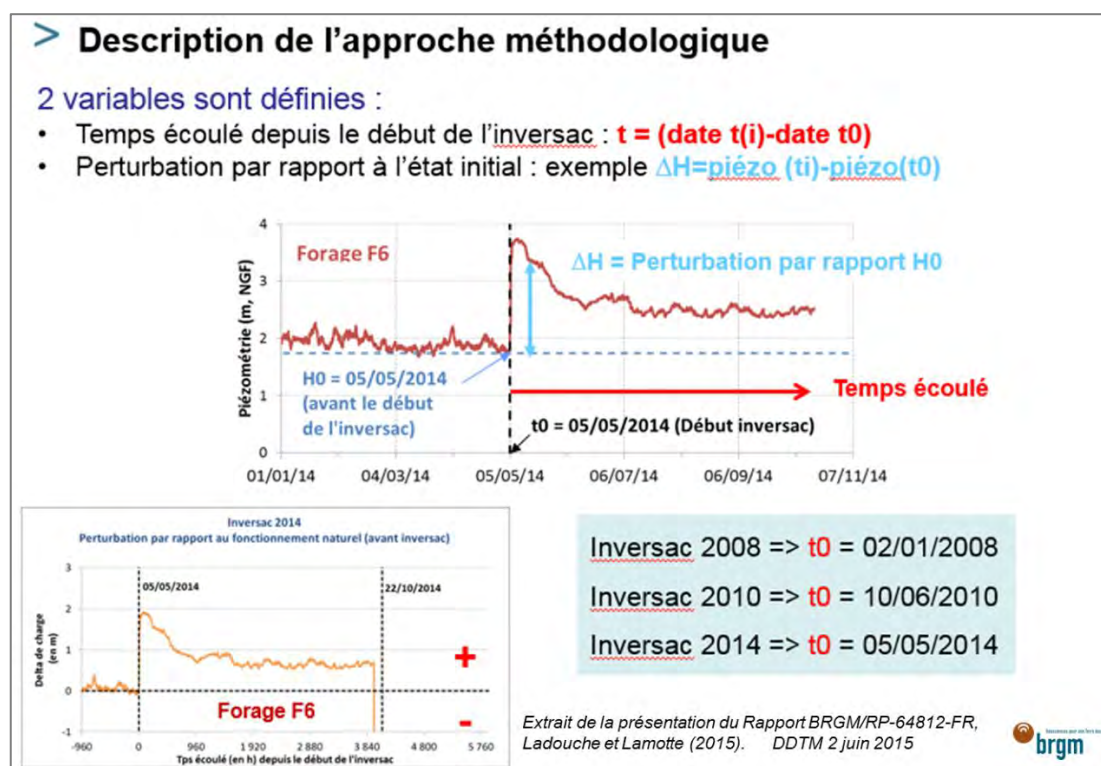 > Description de l'approche méthodologique
2 variables sont définies :
• Temps écoulé depuis le début de l'inversac : t = (date t(i)-date t0)
• Perturbation par rapport à l'état initial : exemple ΔH=piézo (ti)-piézo(t0)
Piézométrie (m, NGF)
4
3
2
1
0
Forage F6
ΔH = Perturbation par rapport H0
H0 = 05/05/2014
(avant le début
de l'inversac)
Temps écoulé
t0 = 05/05/2014 (Début inversac)
01/01/14 04/03/14 05/05/14 06/07/14 06/09/14 07/11/14
Inversac 2014
Perturbation par rapport au fonctionnement naturel (avant inversac)
Delta de charge
(en m)
3
2
1
0
-1
05/05/2014
22/10/2014
+
-
Forage F6
-960 0 960 1 920 2 880 3 840 4 800 5 760
Tps écoulé (en h) depuis le début de l'inversac
Inversac 2008 => t0 = 02/01/2008
Inversac 2010 => t0 = 10/06/2010
Inversac 2014 => t0 = 05/05/2014
Extrait de la présentation du Rapport BRGM/RP-64812-FR,
Ladouche et Lamotte (2015). DDTM 2 juin 2015
brgm